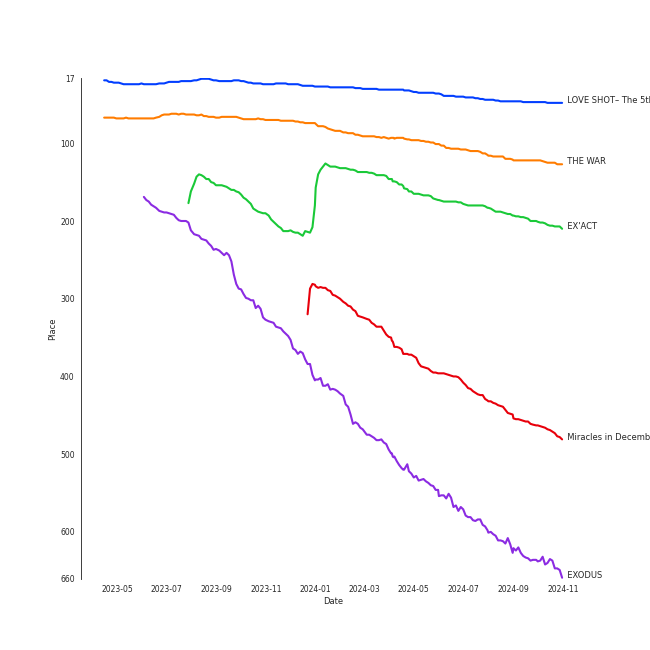 17
100
200
300
400
500
600
660
Place
2023-05 2023-07 2023-09 2023-11 2024-01 2024-03 2024-05 2024-07 2024-09 2024-11
Date
LOVE SHOT– The 5t
THE WAR
EX'ACT
Miracles in Decemb
EXODUS